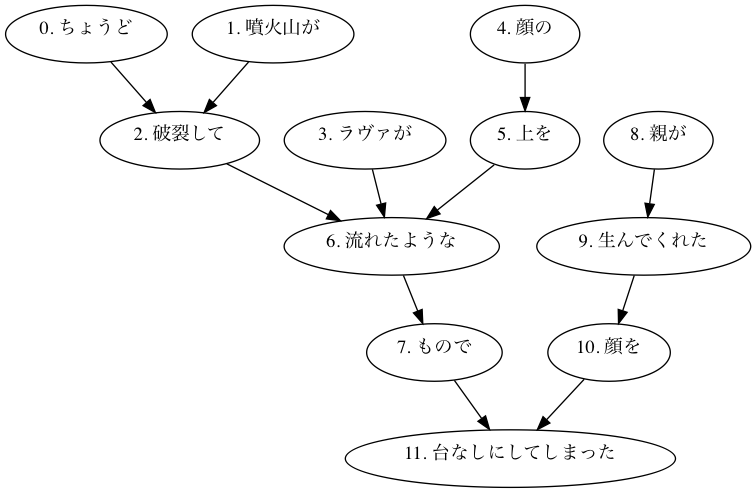 0. ちょうど
1. 噴火山が
4. 顔の
2. 破裂して
3. ラヴァが
5. 上を
8. 親が
6. 流れたような
9. 生んでくれた
7. もので
10. 顔を
11. 台なしにしてしまった